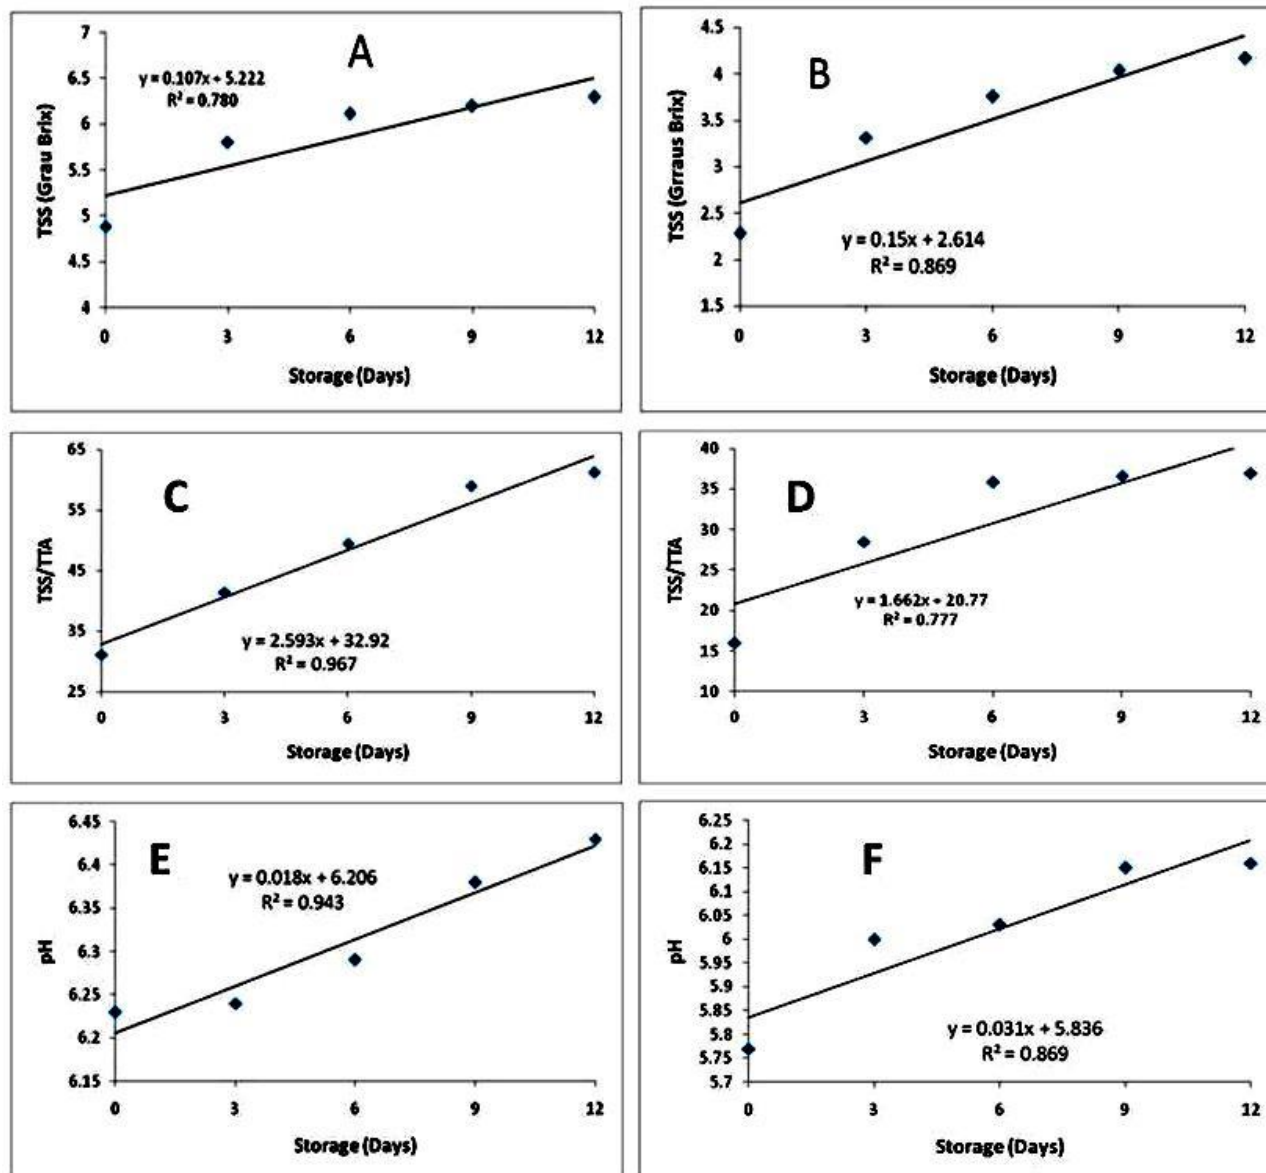 A
y = 0.107x + 5.222
R² = 0.780
TSS (Grau Brix)
7
6.5
6
5.5
5
4.5
4
0 3 6 9 12
Storage (Days)
B
TSS (Grraus Brix)
4.5
4
3.5
3
2.5
2
1.5
y = 0.15x + 2.614
R² = 0.869
0 3 6 9 12
Storage (Days)
C
TSS/TTA
65
55
45
35
25
y = 2.593x + 32.92
R² = 0.967
0 3 6 9 12
Storage (Days)
D
TSS/TTA
40
35
30
25
20
15
10
y = 1.662x + 20.77
R² = 0.777
0 3 6 9 12
Storage (Days)
E
pH
6.45
6.4
6.35
6.3
6.25
6.2
6.15
y = 0.018x + 6.206
R² = 0.943
0 3 6 9 12
Storage (Days)
F
pH
6.25
6.2
6.15
6.1
6.05
6
5.95
5.9
5.85
5.8
5.75
5.7
y = 0.031x + 5.836
R² = 0.869
0 3 6 9 12
Storage (Days)